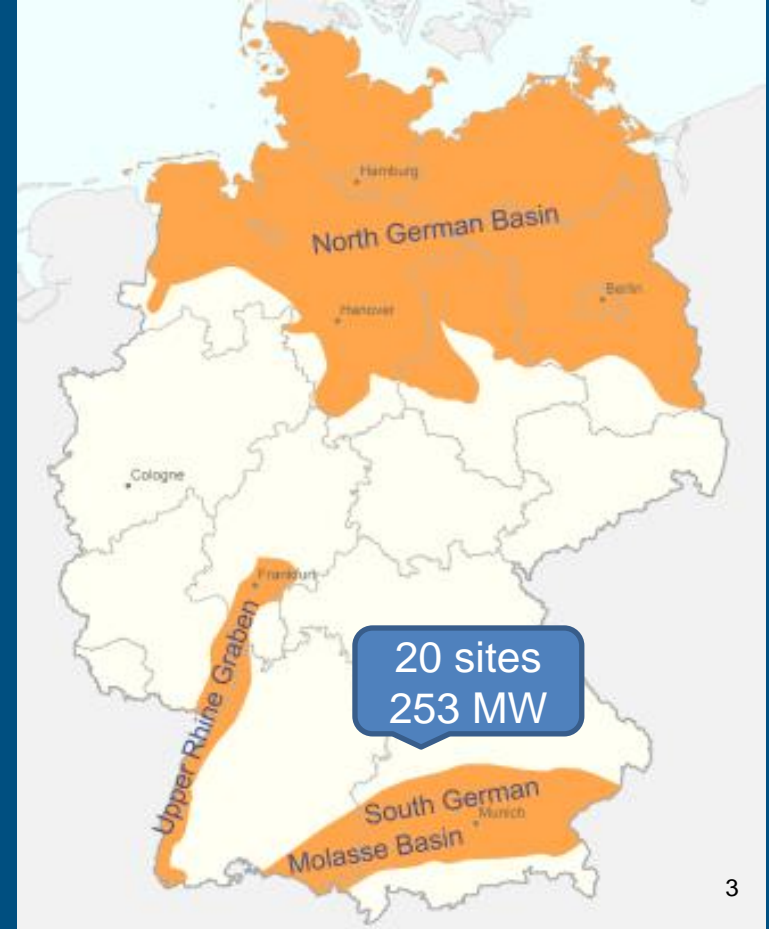 Hamburg
North German Basin
Berlin
Hanover
Cologne
Frankfurt
Upper Rhine Graben
20 sites
253 MW
South German
Munich
Molasse Basin
3